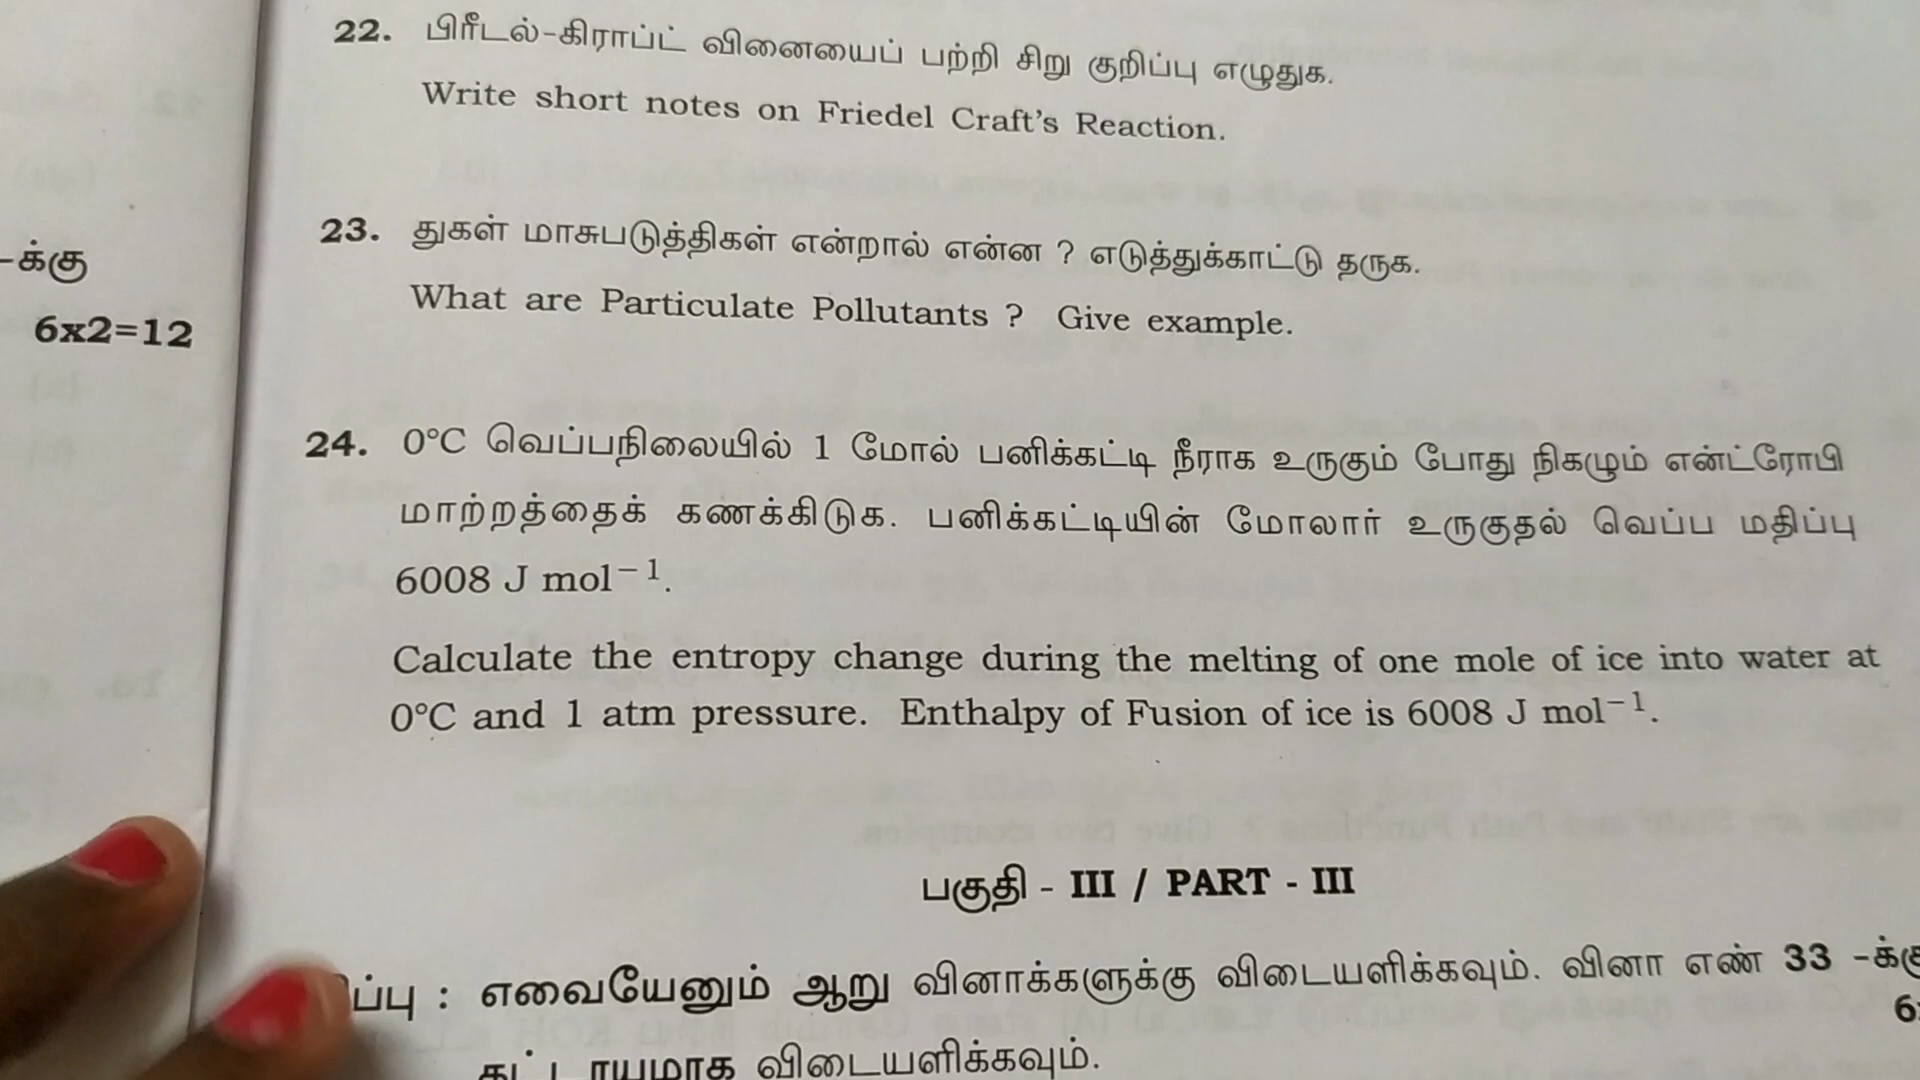 22. பிரீடல்-கிராப்ட் வினையைப் பற்றி சிறு குறிப்பு எழுதுக.
Write short notes on Friedel Craft's Reaction.
23. துகள் மாசுபடுத்திகள் என்றால் என்ன ? எடுத்துக்காட்டு தருக.
What are Particulate Pollutants ? Give example.
-க்கு
6x2=12
24. 0°C வெப்பநிலையில் 1 மோல் பனிக்கட்டி நீராக உருகும் போது நிகழும் என்ட்ரோபி
மாற்றத்தைக் கணக்கிடுக. பனிக்கட்டியின் மோலார் உருகுதல் வெப்ப மதிப்பு
6008 J mol⁻¹.
Calculate the entropy change during the melting of one mole of ice into water at
0°C and 1 atm pressure. Enthalpy of Fusion of ice is 6008 J mol⁻¹.
பகுதி - III / PART - III
ப்பு : எவையேனும் ஆறு வினாக்களுக்கு விடையளிக்கவும். வினா எண் 33 -க்கு
விடையளிக்கவும்.